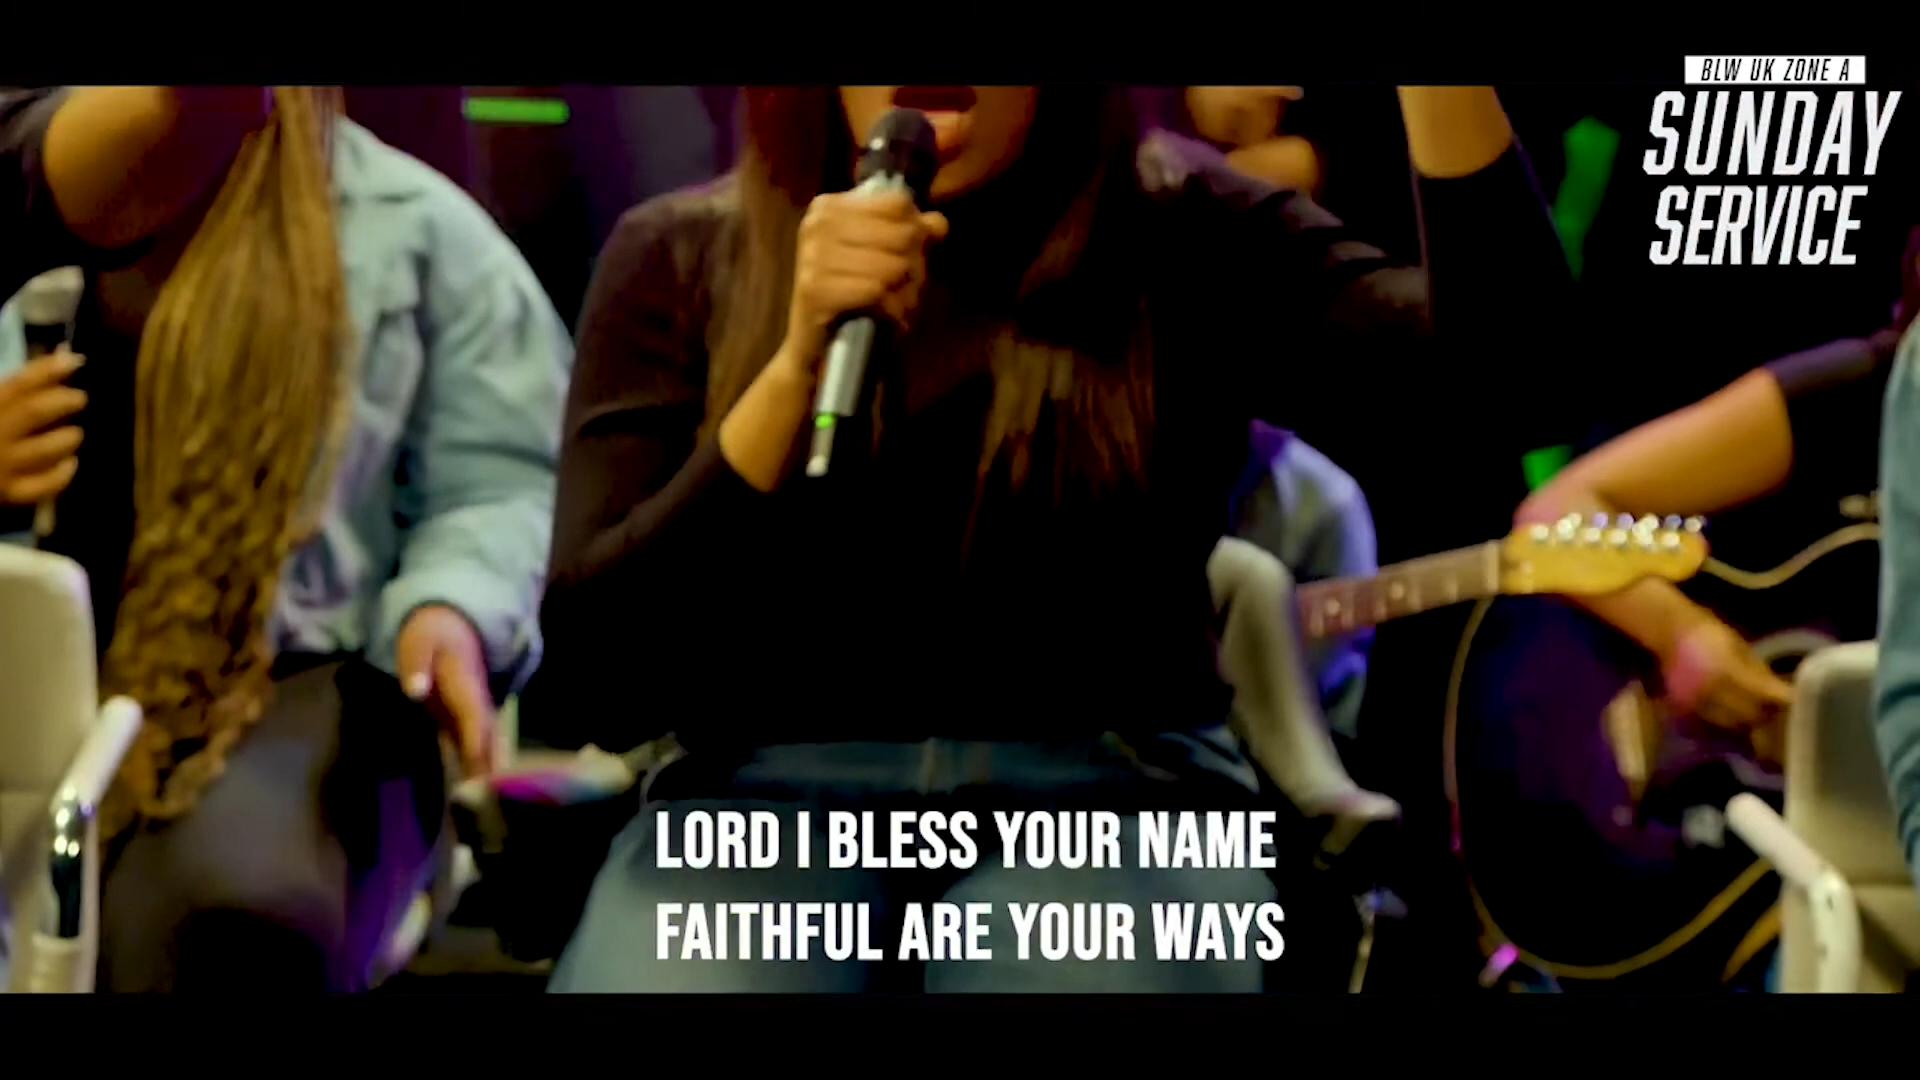 BLW UK ZONE A
SUNDAY
SERVICE
LORD I BLESS YOUR NAME
FAITHFUL ARE YOUR WAYS